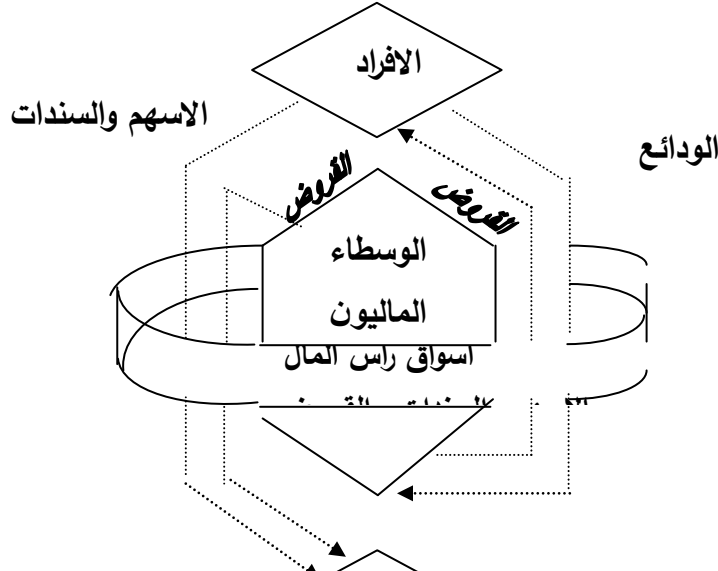 الافراد
الاسهم والسندات
الودائع
القروض
القروض
الوسطاء
الماليون
اسواق راس المال